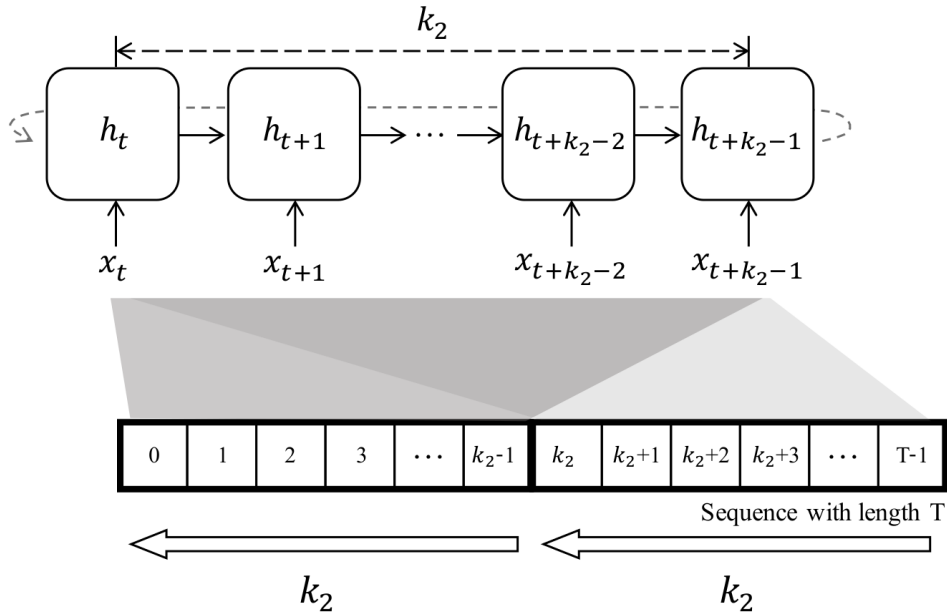 k₂
hₜ hₜ₊₁ ⋯ hₜ₊ₖ₂₋₂ hₜ₊ₖ₂₋₁
xₜ xₜ₊₁ xₜ₊ₖ₂₋₂ xₜ₊ₖ₂₋₁
0 1 2 3 ⋯ k₂-1 k₂ k₂+1 k₂+2 k₂+3 ⋯ T-1
Sequence with length T
k₂ k₂